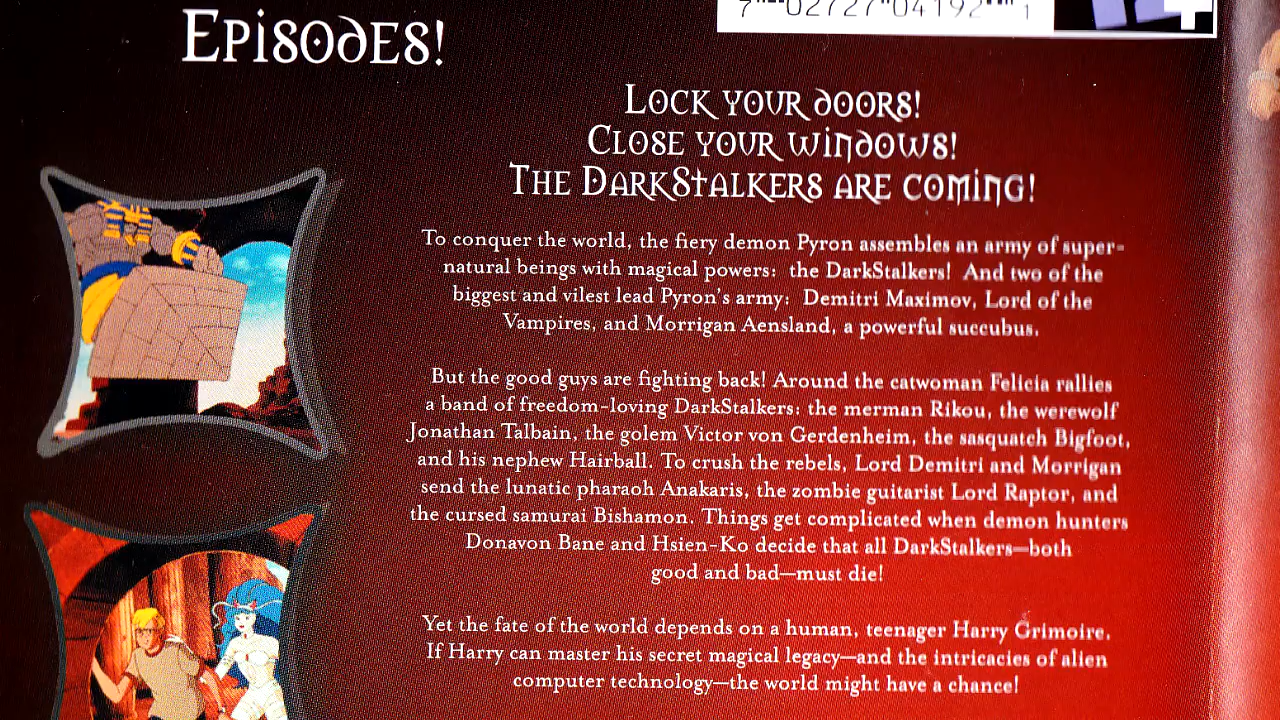 7 02727 04192 1
Episodes!
Lock your doors!
Close your windows!
The DarkStalkers are coming!
To conquer the world, the fiery demon Pyron assembles an army of super-
natural beings with magical powers: the DarkStalkers! And two of the
biggest and vilest lead Pyron's army: Demitri Maximov, Lord of the
Vampires, and Morrigan Aensland, a powerful succubus.
But the good guys are fighting back! Around the catwoman Felicia rallies
a band of freedom-loving DarkStalkers: the merman Rikou, the werewolf
Jonathan Talbain, the golem Victor von Gerdenheim, the sasquatch Bigfoot,
and his nephew Hairball. To crush the rebels, Lord Demitri and Morrigan
send the lunatic pharaoh Anakaris, the zombie guitarist Lord Raptor, and
the cursed samurai Bishamon. Things get complicated when demon hunters
Donavon Bane and Hsien-Ko decide that all DarkStalkers—both
good and bad—must die!
Yet the fate of the world depends on a human, teenager Harry Grimoire.
If Harry can master his secret magical legacy—and the intricacies of alien
computer technology—the world might have a chance!